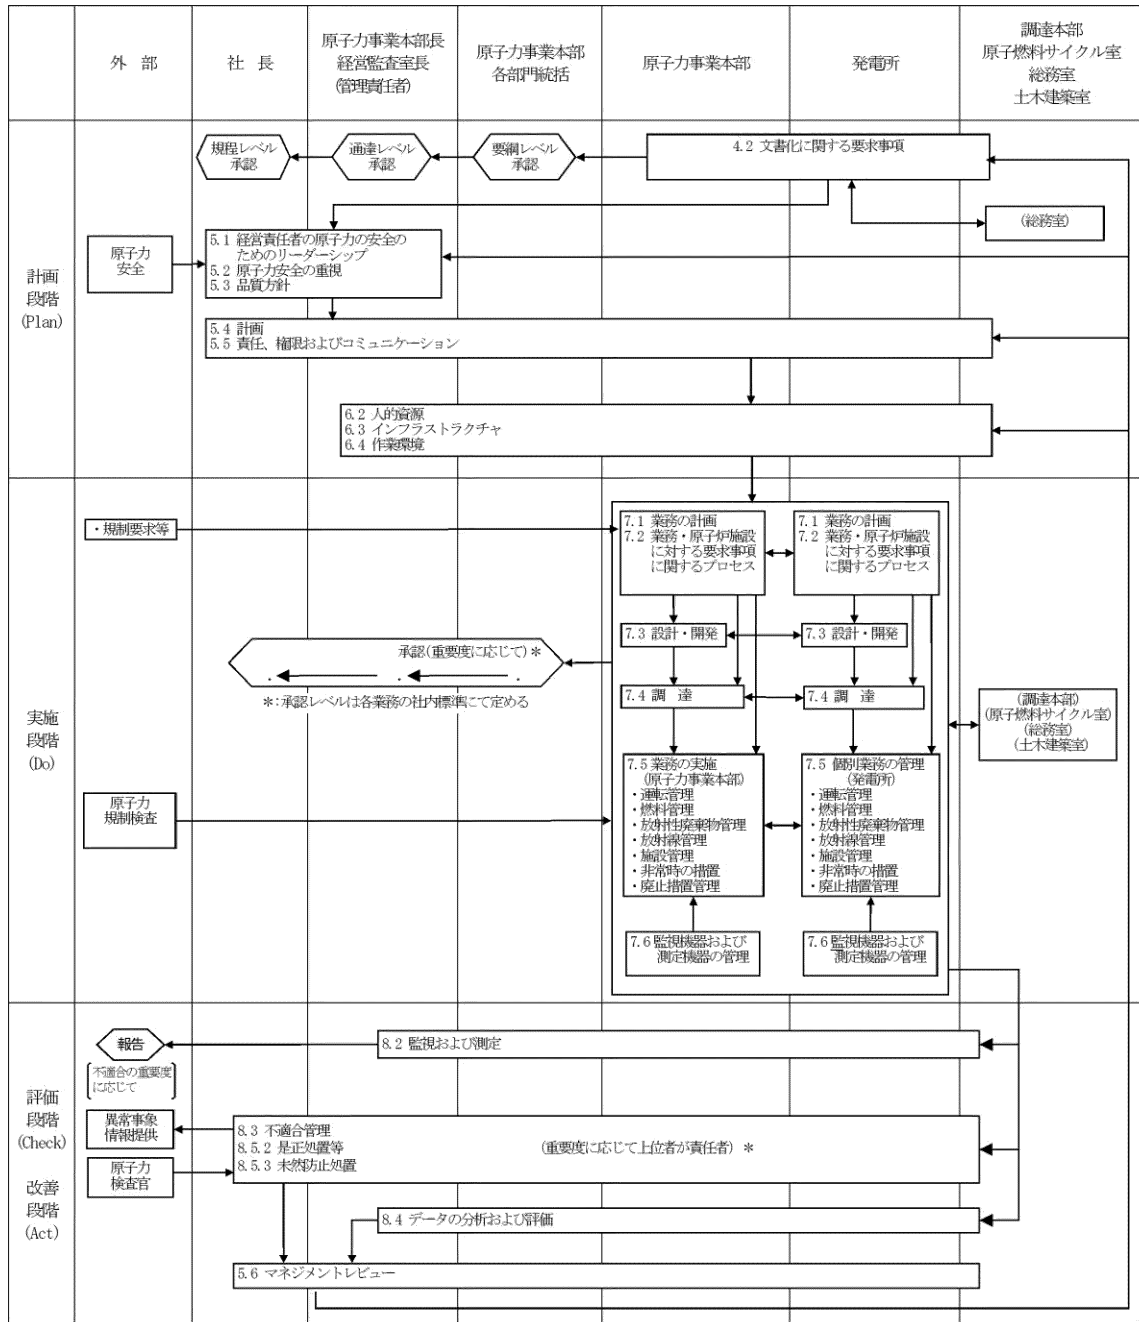 外 部
社 長
原子力事業本部長
経営監査室長
(管理責任者)
原子力事業本部
各部門統括
原子力事業本部
発電所
調達本部
原子燃料サイクル室
総務室
土木建築室
計画
段階
(Plan)
規程レベル
承認
通達レベル
承認
要綱レベル
承認
4.2 文書化に関する要求事項
(総務室)
原子力
安全
5.1 経営責任者の原子力の安全の
ためのリーダーシップ
5.2 原子力安全の重視
5.3 品質方針
5.4 計画
5.5 責任、権限およびコミュニケーション
6.2 人的資源
6.3 インフラストラクチャ
6.4 作業環境
実施
段階
(Do)
・規制要求等
7.1 業務の計画
7.2 業務・原子炉施設
に対する要求事項
に関するプロセス
7.1 業務の計画
7.2 業務・原子炉施設
に対する要求事項
に関するプロセス
7.3 設計・開発
7.3 設計・開発
承認(重要度に応じて)＊
＊:承認レベルは各業務の社内標準にて定める
7.4 調 達
7.4 調 達
(調達本部)
(原子燃料サイクル室)
(総務室)
(土木建築室)
原子力
規制検査
7.5 業務の実施
(原子力事業本部)
・運転管理
・燃料管理
・放射性廃棄物管理
・放射線管理
・施設管理
・非常時の措置
・廃止措置管理
7.5 個別業務の管理
(発電所)
・運転管理
・燃料管理
・放射性廃棄物管理
・放射線管理
・施設管理
・非常時の措置
・廃止措置管理
7.6 監視機器および
測定機器の管理
7.6 監視機器および
測定機器の管理
評価
段階
(Check)
改善
段階
(Act)
報告
不適合の重要度
に応じて
8.2 監視および測定
異常事象
情報提供
原子力
検査官
8.3 不適合管理
8.5.2 是正処置等
8.5.3 未然防止処置
(重要度に応じて上位者が責任者) ＊
8.4 データの分析および評価
5.6 マネジメントレビュー